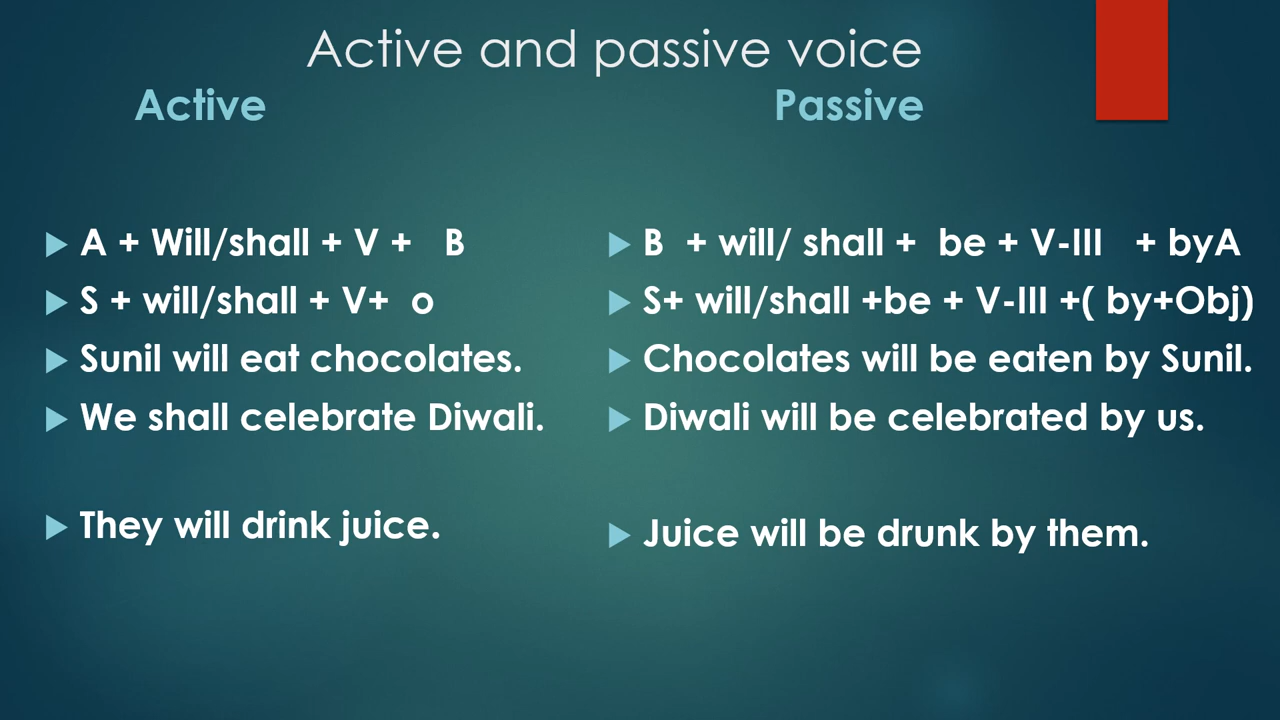 Active and passive voice
Active
Passive
A + Will/shall + V + B
S + will/shall + V+ o
Sunil will eat chocolates.
We shall celebrate Diwali.
They will drink juice.
B + will/ shall + be + V-III + byA
S+ will/shall +be + V-III +( by+Obj)
Chocolates will be eaten by Sunil.
Diwali will be celebrated by us.
Juice will be drunk by them.